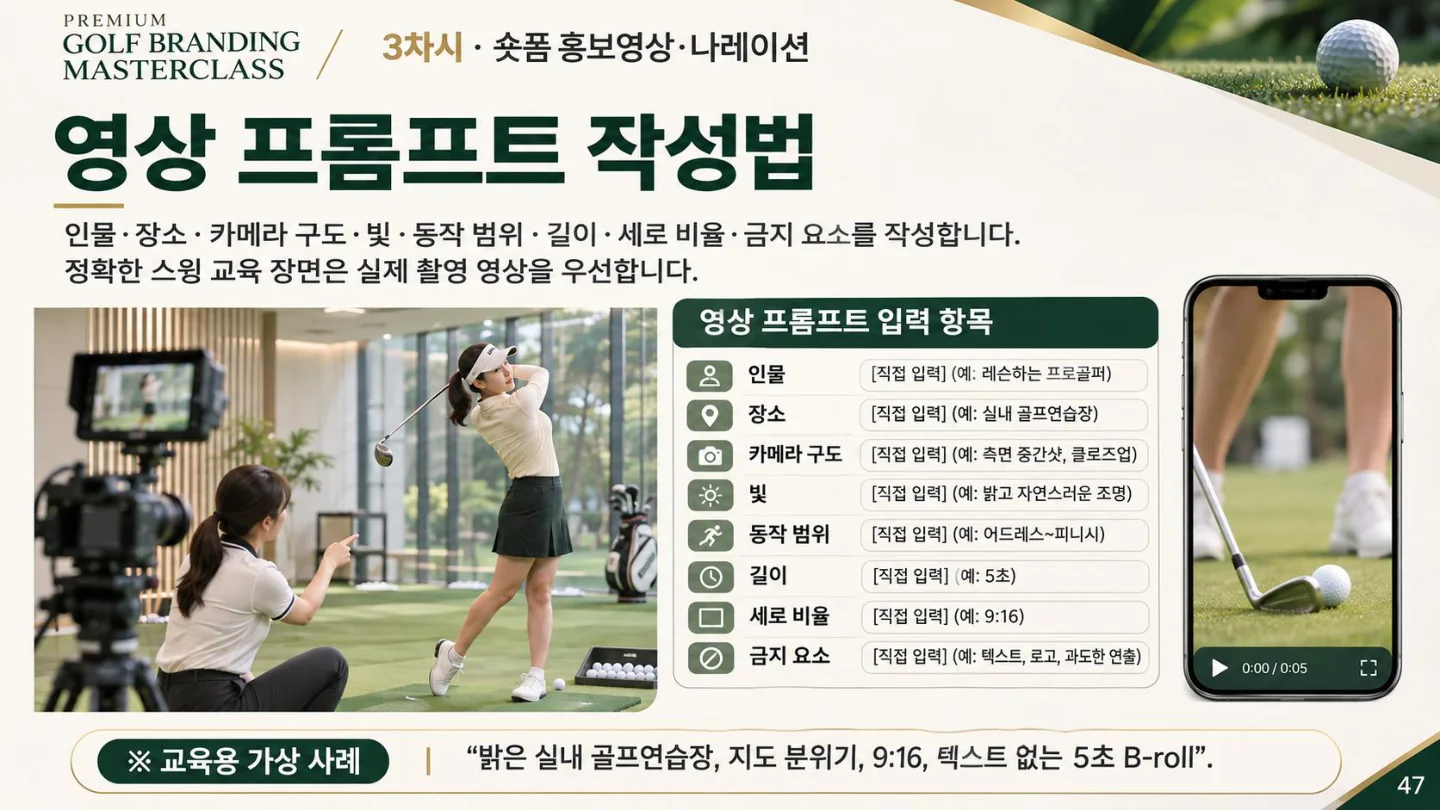 PREMIUM
GOLF BRANDING
MASTERCLASS
3차시 · 숏폼 홍보영상·나레이션
영상 프롬프트 작성법
인물 · 장소 · 카메라 구도 · 빛 · 동작 범위 · 길이 · 세로 비율 · 금지 요소를 작성합니다.
정확한 스윙 교육 장면은 실제 촬영 영상을 우선합니다.
영상 프롬프트 입력 항목
인물 [직접 입력] (예: 레슨하는 프로골퍼)
장소 [직접 입력] (예: 실내 골프연습장)
카메라 구도 [직접 입력] (예: 측면 중간샷, 클로즈업)
빛 [직접 입력] (예: 밝고 자연스러운 조명)
동작 범위 [직접 입력] (예: 어드레스~피니시)
길이 [직접 입력] (예: 5초)
세로 비율 [직접 입력] (예: 9:16)
금지 요소 [직접 입력] (예: 텍스트, 로고, 과도한 연출)
0:00 / 0:05
※ 교육용 가상 사례 | “밝은 실내 골프연습장, 지도 분위기, 9:16, 텍스트 없는 5초 B-roll”.
47